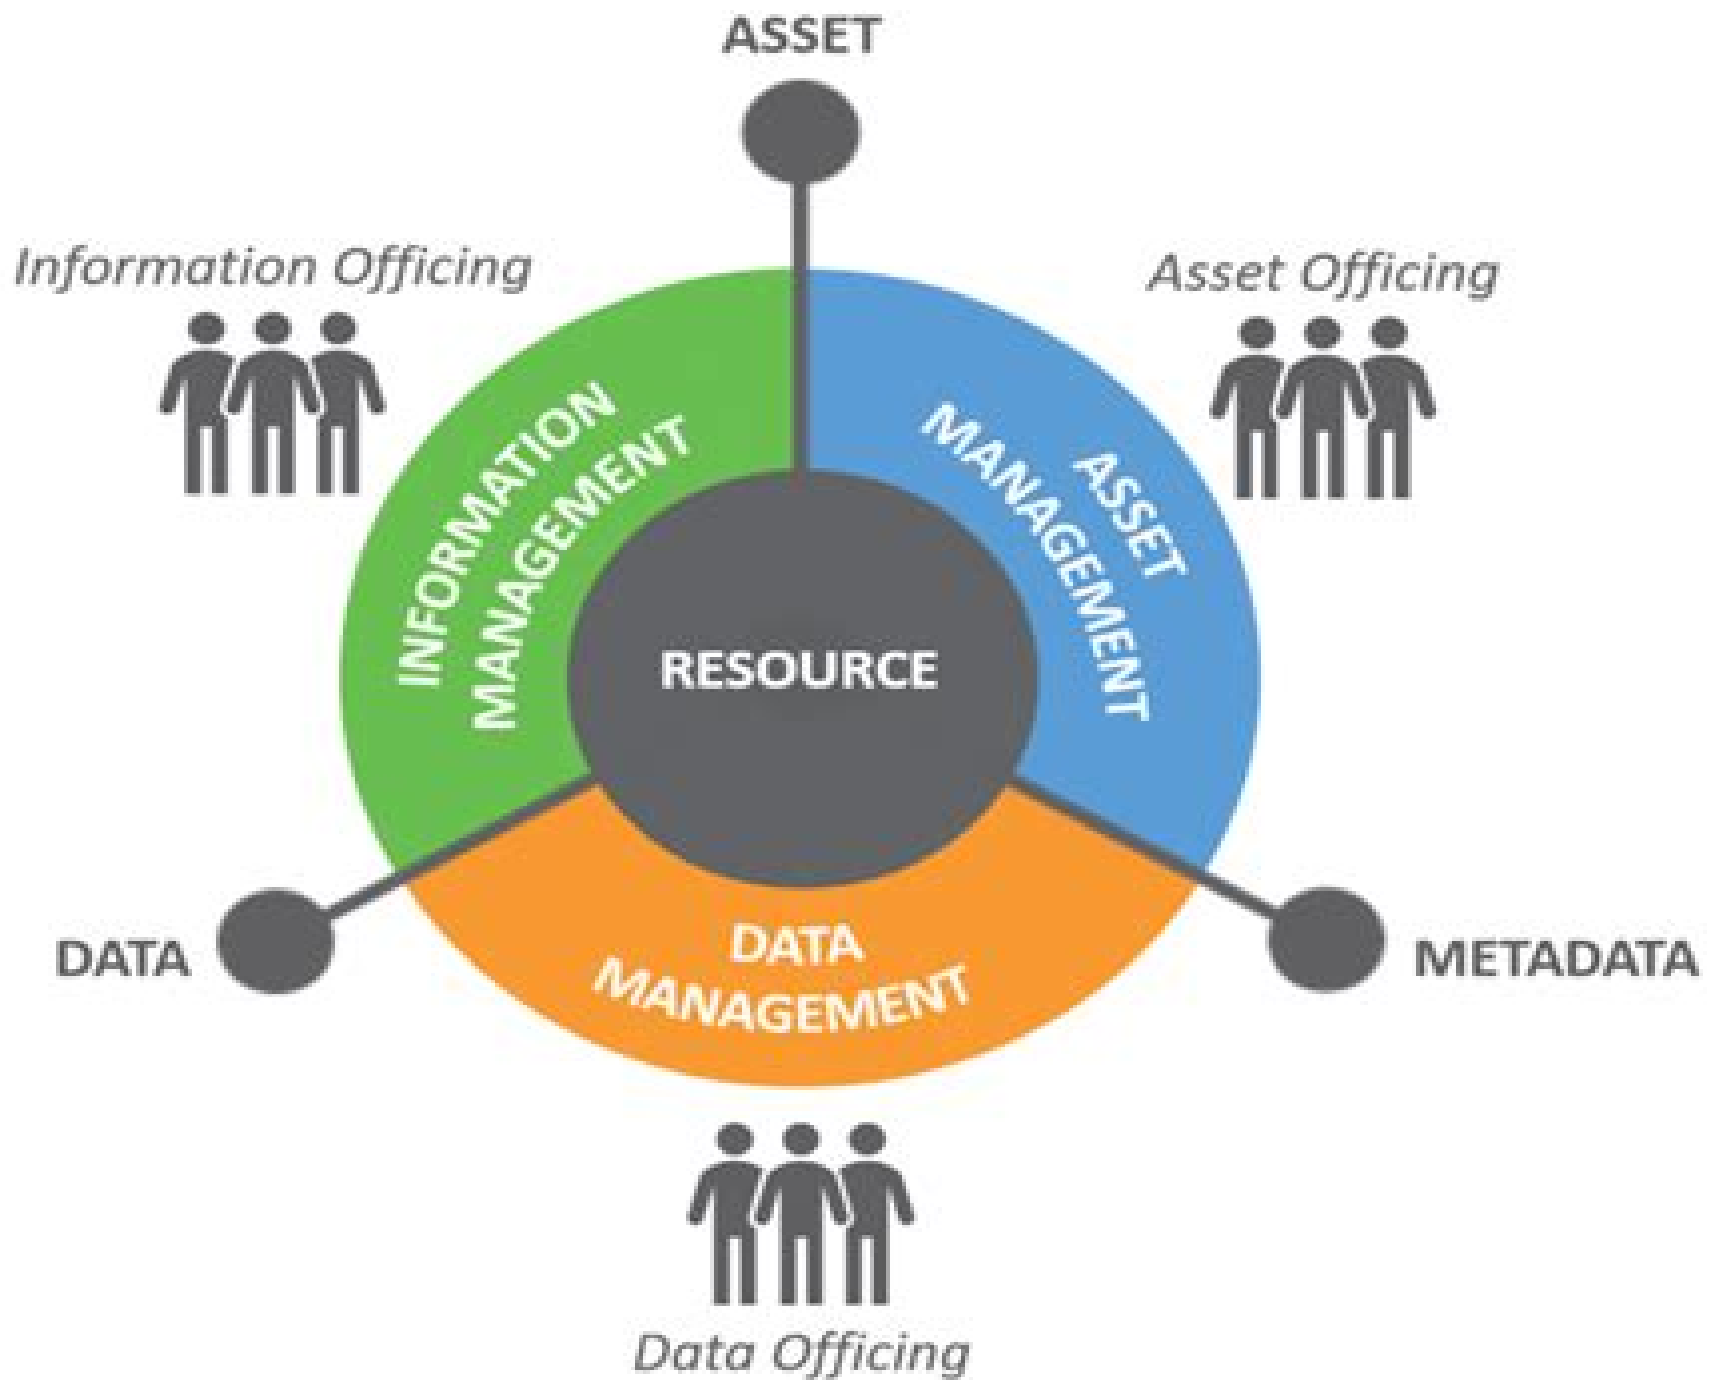 ASSET
Information Officing
Asset Officing
INFORMATION
MANAGEMENT
ASSET
MANAGEMENT
RESOURCE
DATA
METADATA
DATA
MANAGEMENT
Data Officing